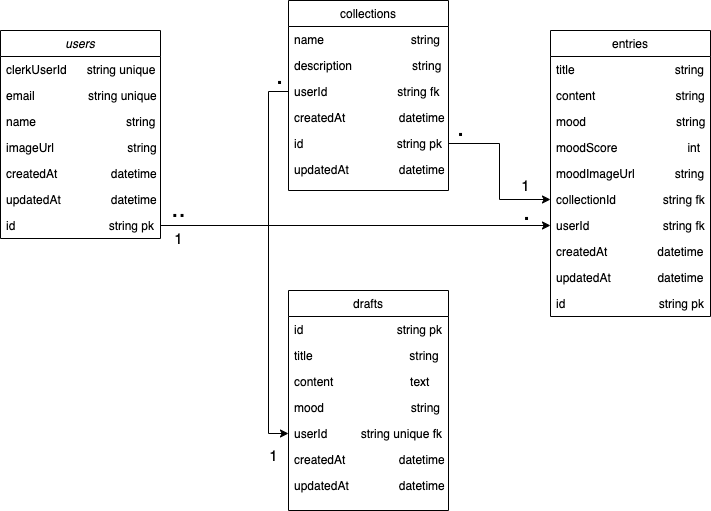 users
clerkUserId string unique
email string unique
name string
imageUrl string
createdAt datetime
updatedAt datetime
id string pk
collections
name string
description string
userId string fk
createdAt datetime
id string pk
updatedAt datetime
entries
title string
content string
mood string
moodScore int
moodImageUrl string
collectionId string fk
userId string fk
createdAt datetime
updatedAt datetime
id string pk
drafts
id string pk
title string
content text
mood string
userId string unique fk
createdAt datetime
updatedAt datetime
.
.
1
..
1
.
1